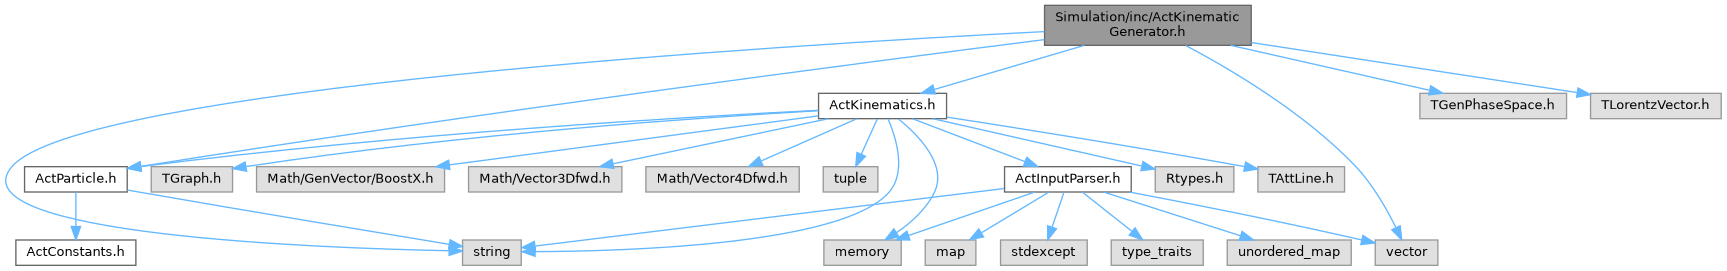 Simulation/inc/ActKinematic
Generator.h
ActKinematics.h
TGenPhaseSpace.h
TLorentzVector.h
ActParticle.h
TGraph.h
Math/GenVector/BoostX.h
Math/Vector3Dfwd.h
Math/Vector4Dfwd.h
tuple
ActInputParser.h
Rtypes.h
TAttLine.h
ActConstants.h
string
memory
map
stdexcept
type_traits
unordered_map
vector